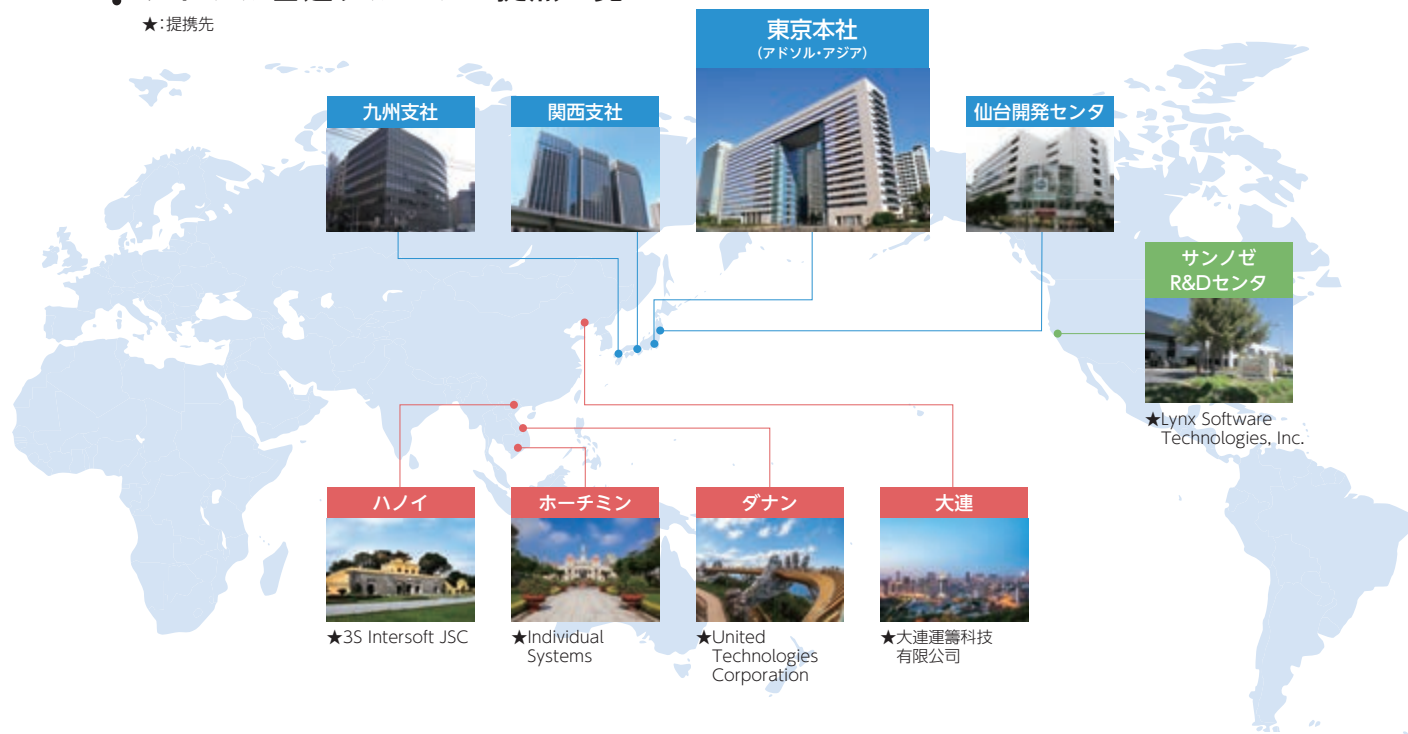 ★:提携先
東京本社
(アドソル・アジア)
九州支社
関西支社
仙台開発センタ
サンノゼ
R&Dセンタ
★Lynx Software
Technologies, Inc.
ハノイ
ホーチミン
ダナン
大連
★3S Intersoft JSC
★Individual
Systems
★United
Technologies
Corporation
★大連運籌科技
有限公司